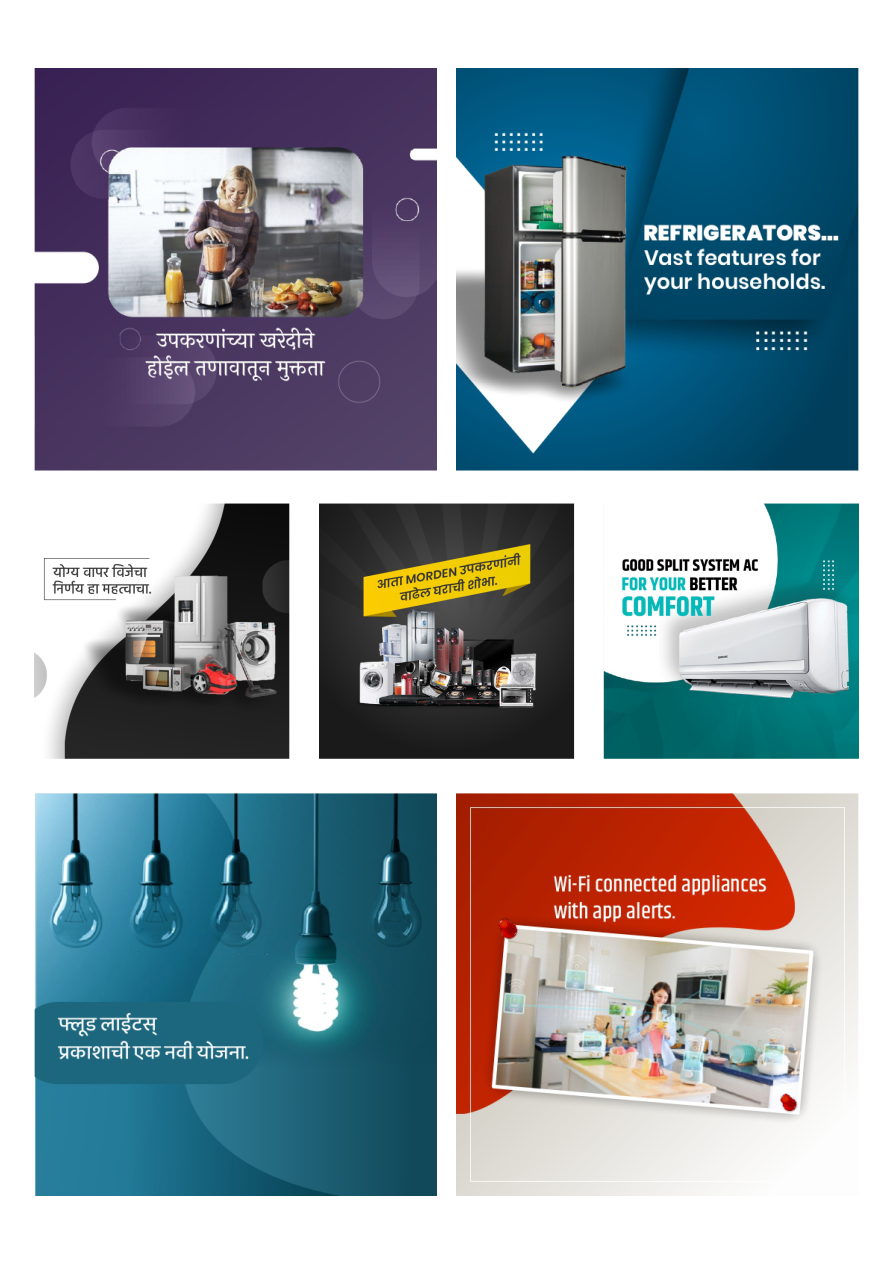 उपकरणांच्या खरेदीने
होईल तणावातून मुक्तता
REFRIGERATORS...
Vast features for
your households.
योग्य वापर विजेचा
निर्णय हा महत्वाचा.
आता MORDEN उपकरणांनी
वाढेल घराची शोभा.
GOOD SPLIT SYSTEM AC
FOR YOUR BETTER
COMFORT
फ्लूड लाईटस्
प्रकाशाची एक नवी योजना.
Wi-Fi connected appliances
with app alerts.